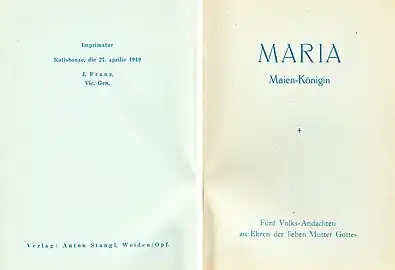 Imprimatur
Ratisbonae, die 27. aprilis 1949
J. Franz,
Vic. Gen.
Verlag: Anton Stangl, Weiden/Opf.
MARIA
Maien-Königin
+
Fünf Volks-Andachten
zu Ehren der lieben Mutter Gottes